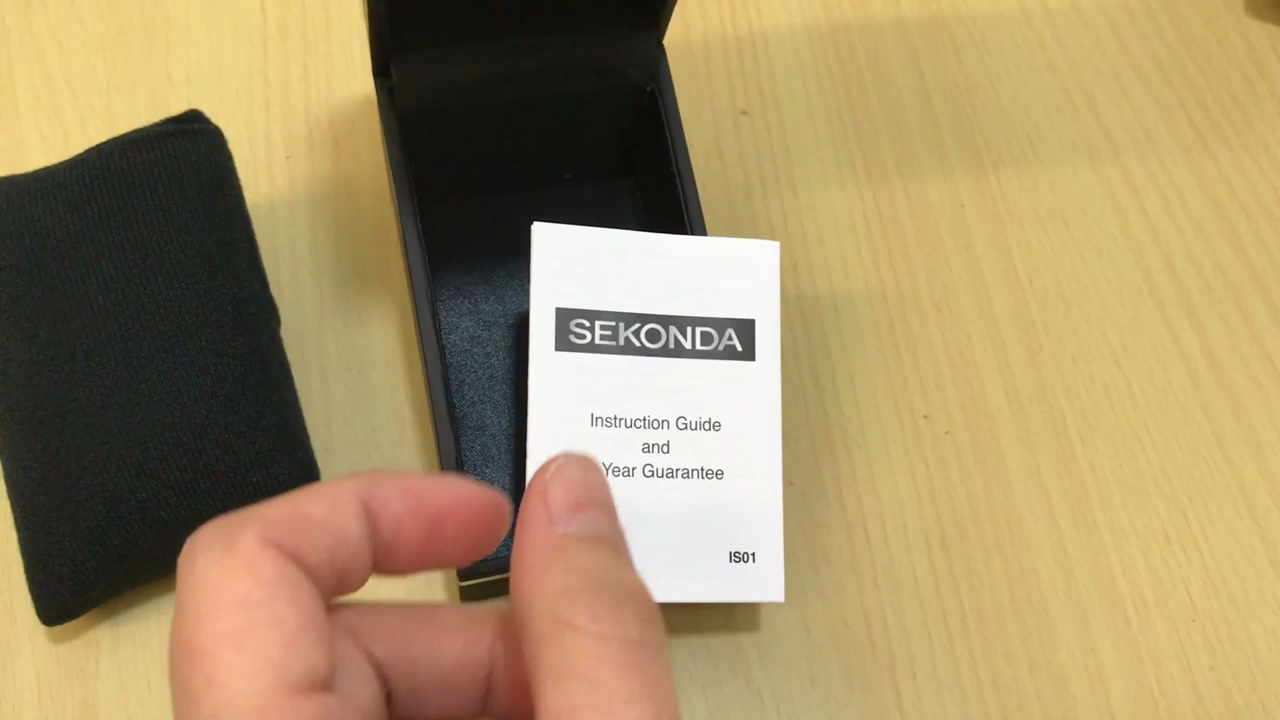 SEKONDA
Instruction Guide
and
Year Guarantee
IS01